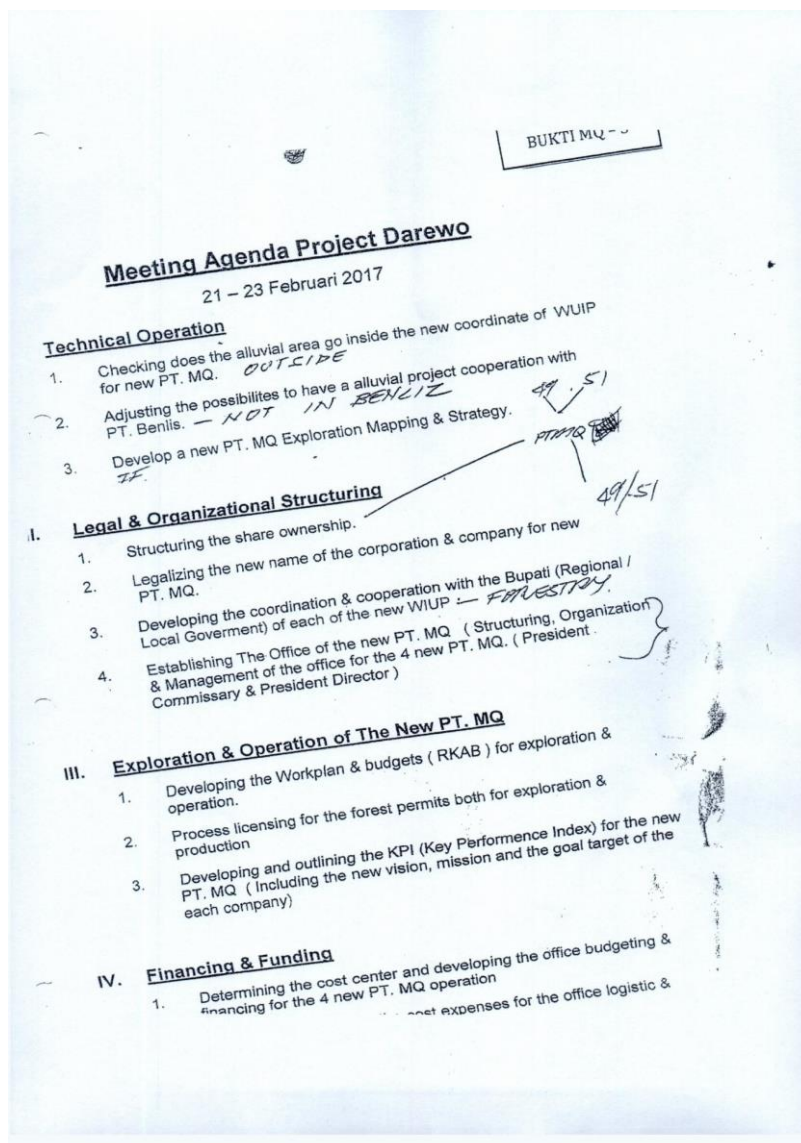 BUKTI MQ -
Meeting Agenda Project Darewo
21 – 23 Februari 2017
Technical Operation
1. Checking does the alluvial area go inside the new coordinate of WUIP
for new PT. MQ. OUTSIDE
2. Adjusting the possibilites to have a alluvial project cooperation with
PT. Benlis. — NOT IN BENLIZ
49 . 51
3. Develop a new PT. MQ Exploration Mapping & Strategy.
IF.
PTMQ
49/51
I. Legal & Organizational Structuring
1. Structuring the share ownership.
2. Legalizing the new name of the corporation & company for new
PT. MQ.
3. Developing the coordination & cooperation with the Bupati (Regional /
Local Goverment) of each of the new WIUP :— FORESTRY.
4. Establishing The Office of the new PT. MQ ( Structuring, Organization
& Management of the office for the 4 new PT. MQ. ( President
Commissary & President Director )
III. Exploration & Operation of The New PT. MQ
1. Developing the Workplan & budgets ( RKAB ) for exploration &
operation.
2. Process licensing for the forest permits both for exploration &
production
3. Developing and outlining the KPI (Key Performence Index) for the new
PT. MQ ( Including the new vision, mission and the goal target of the
each company)
IV. Financing & Funding
1. Determining the cost center and developing the office budgeting &
financing for the 4 new PT. MQ operation
cost expenses for the office logistic &